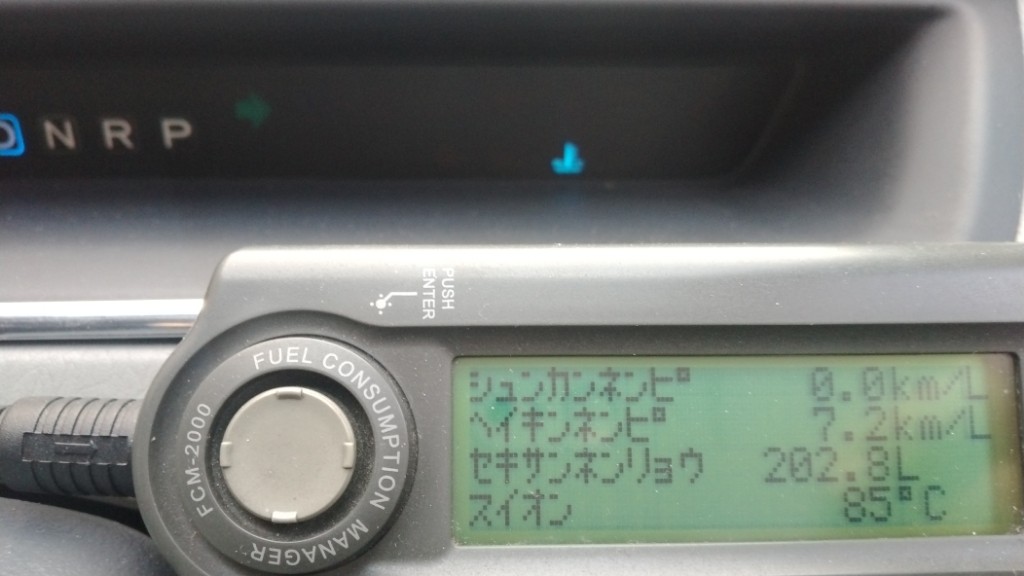 D N R P
PUSH
ENTER
FUEL CONSUMPTION MANAGER
FCM-2000
シュンカンネンピ 0.0km/L
ヘイキンネンピ 7.2km/L
セキサンネンリョウ 202.8L
スイオン 85°C